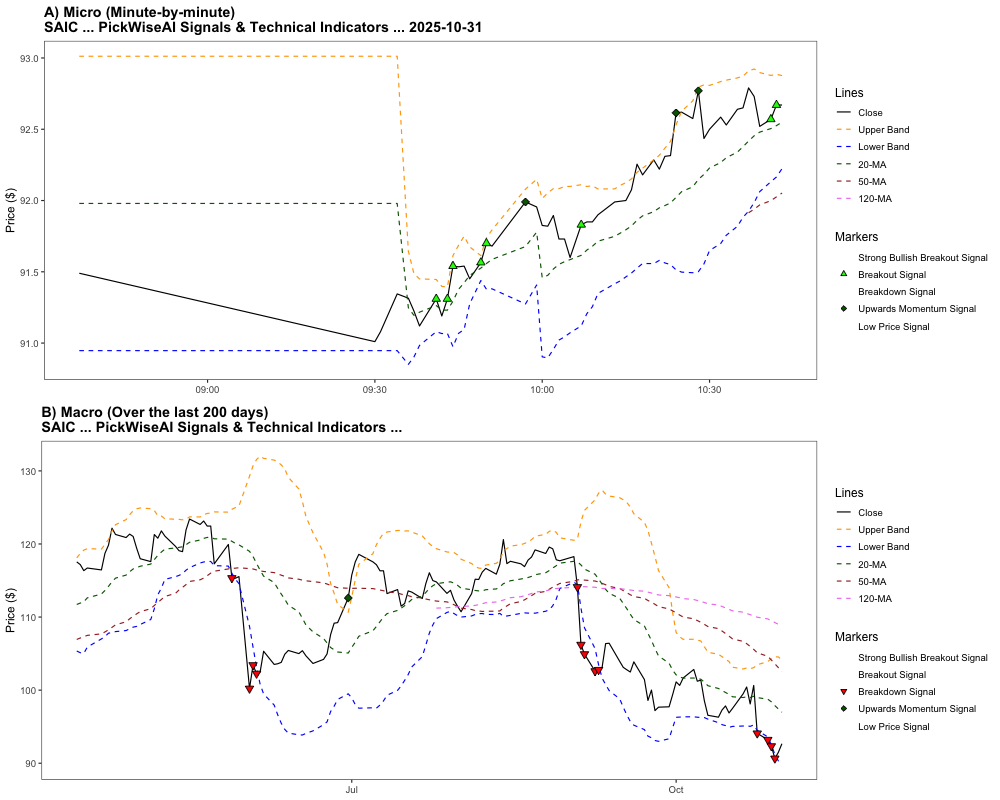 A) Micro (Minute-by-minute)
SAIC ... PickWiseAI Signals & Technical Indicators ... 2025-10-31
93.0
92.5
92.0
91.5
91.0
Price ($)
09:00
09:30
10:00
10:30
Lines
Close
Upper Band
Lower Band
20-MA
50-MA
120-MA
Markers
Strong Bullish Breakout Signal
Breakout Signal
Breakdown Signal
Upwards Momentum Signal
Low Price Signal
B) Macro (Over the last 200 days)
SAIC ... PickWiseAI Signals & Technical Indicators ...
130
120
110
100
90
Price ($)
Jul
Oct
Lines
Close
Upper Band
Lower Band
20-MA
50-MA
120-MA
Markers
Strong Bullish Breakout Signal
Breakout Signal
Breakdown Signal
Upwards Momentum Signal
Low Price Signal